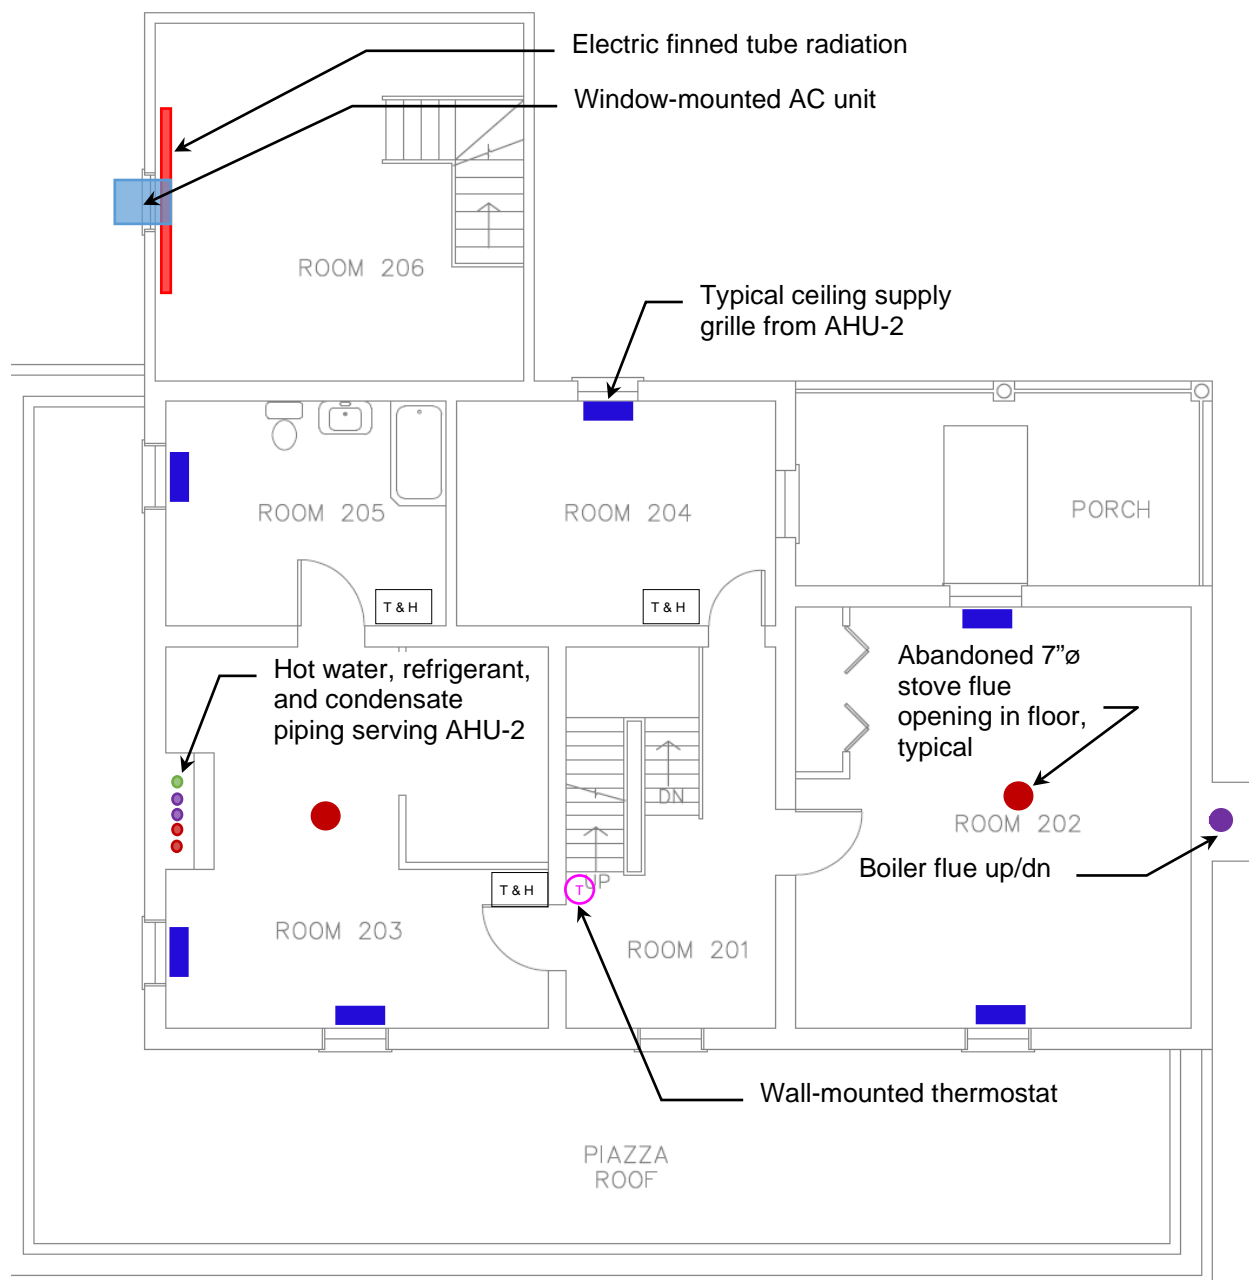 Electric finned tube radiation
Window-mounted AC unit
ROOM 206
Typical ceiling supply
grille from AHU-2
ROOM 205
ROOM 204
PORCH
T & H
T & H
Hot water, refrigerant,
and condensate
piping serving AHU-2
Abandoned 7”ø
stove flue
opening in floor,
typical
DN
ROOM 202
Boiler flue up/dn
UP
T & H
T
ROOM 203
ROOM 201
Wall-mounted thermostat
PIAZZA
ROOF